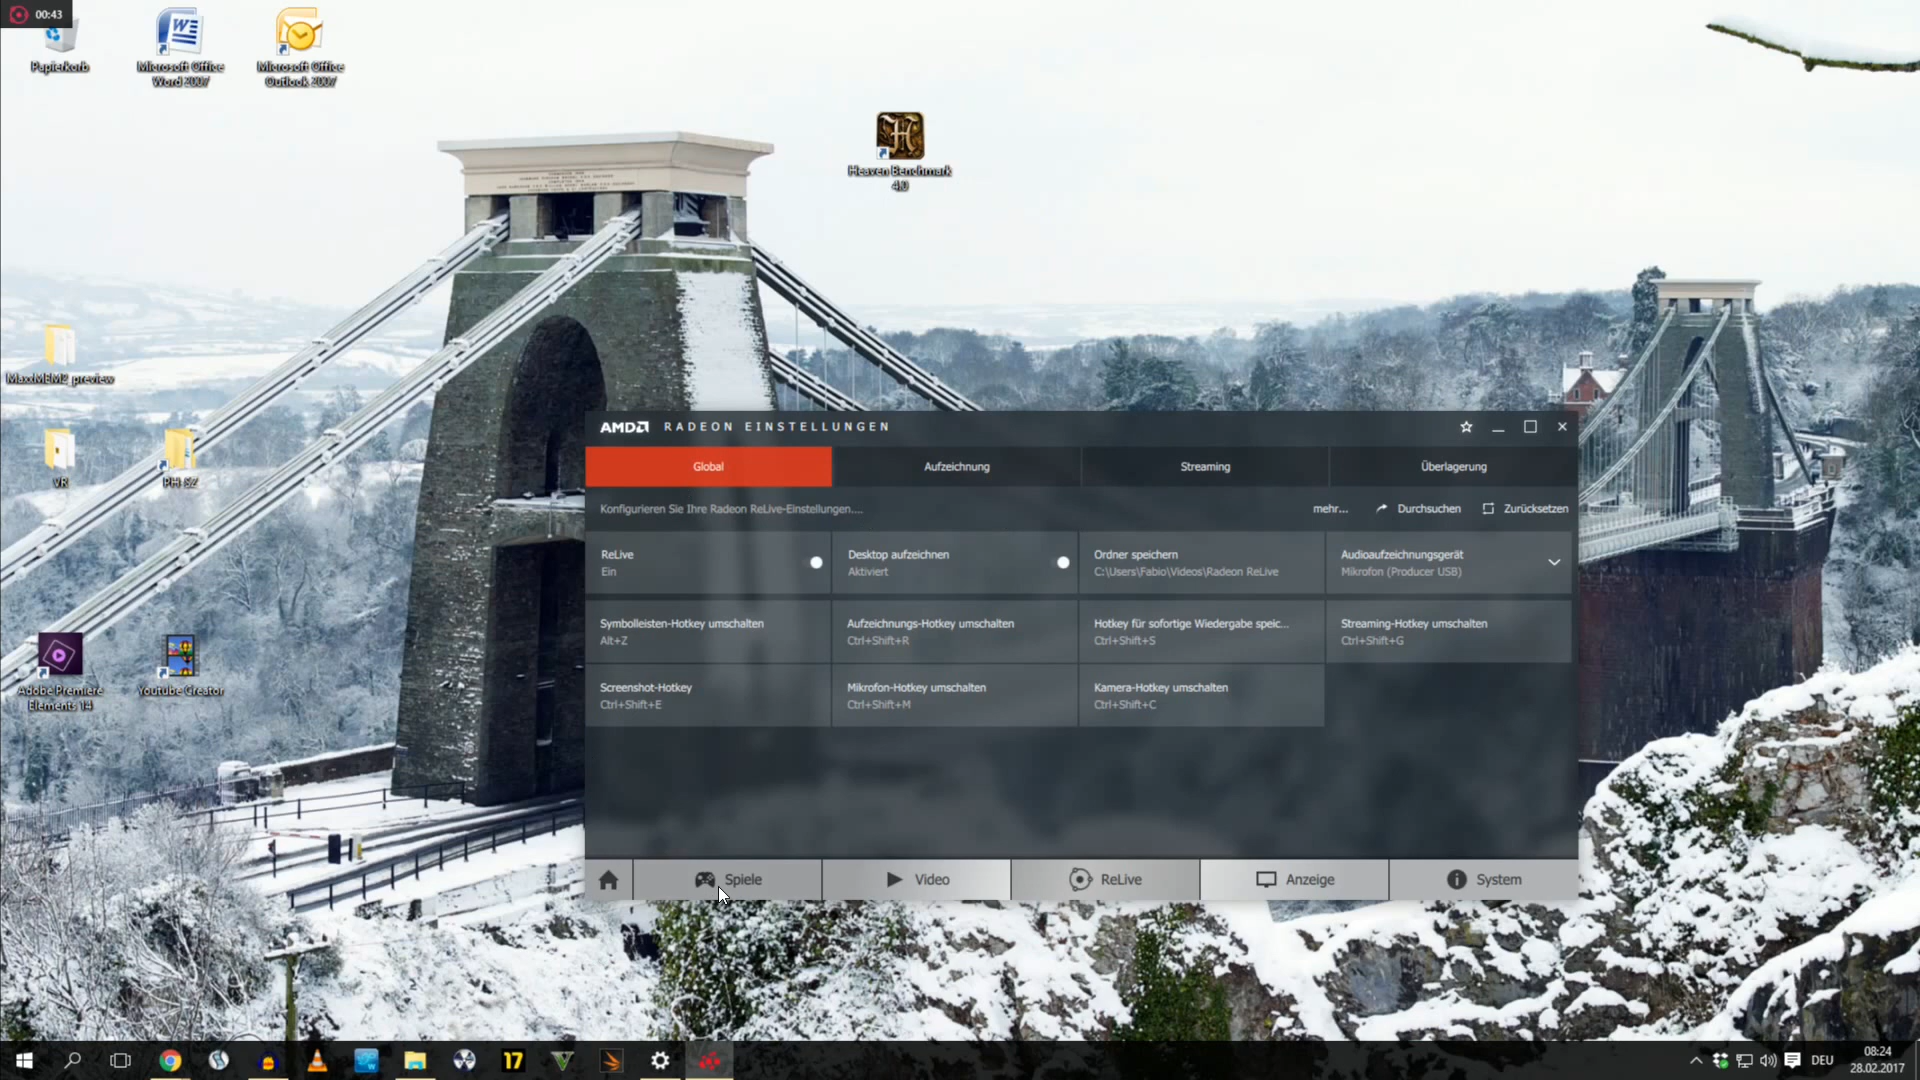 00:43
Papierkorb
Microsoft Office
Word 2007
Microsoft Office
Outlook 2007
Heaven Benchmark
4.0
MaxxMEM2_preview
VR
PH-SZ
Adobe Premiere
Elements 14
Youtube Creator
AMD RADEON EINSTELLUNGEN
Global
Aufzeichnung
Streaming
Überlagerung
Konfigurieren Sie Ihre Radeon ReLive-Einstellungen....
mehr...
Durchsuchen
Zurücksetzen
ReLive
Ein
Desktop aufzeichnen
Aktiviert
Ordner speichern
C:\Users\Fabio\Videos\Radeon ReLive
Audioaufzeichnungsgerät
Mikrofon (Producer USB)
Symbolleisten-Hotkey umschalten
Alt+Z
Aufzeichnungs-Hotkey umschalten
Ctrl+Shift+R
Hotkey für sofortige Wiedergabe speic...
Ctrl+Shift+S
Streaming-Hotkey umschalten
Ctrl+Shift+G
Screenshot-Hotkey
Ctrl+Shift+E
Mikrofon-Hotkey umschalten
Ctrl+Shift+M
Kamera-Hotkey umschalten
Ctrl+Shift+C
Spiele
Video
ReLive
Anzeige
System
17
DEU
08:24
28.02.2017